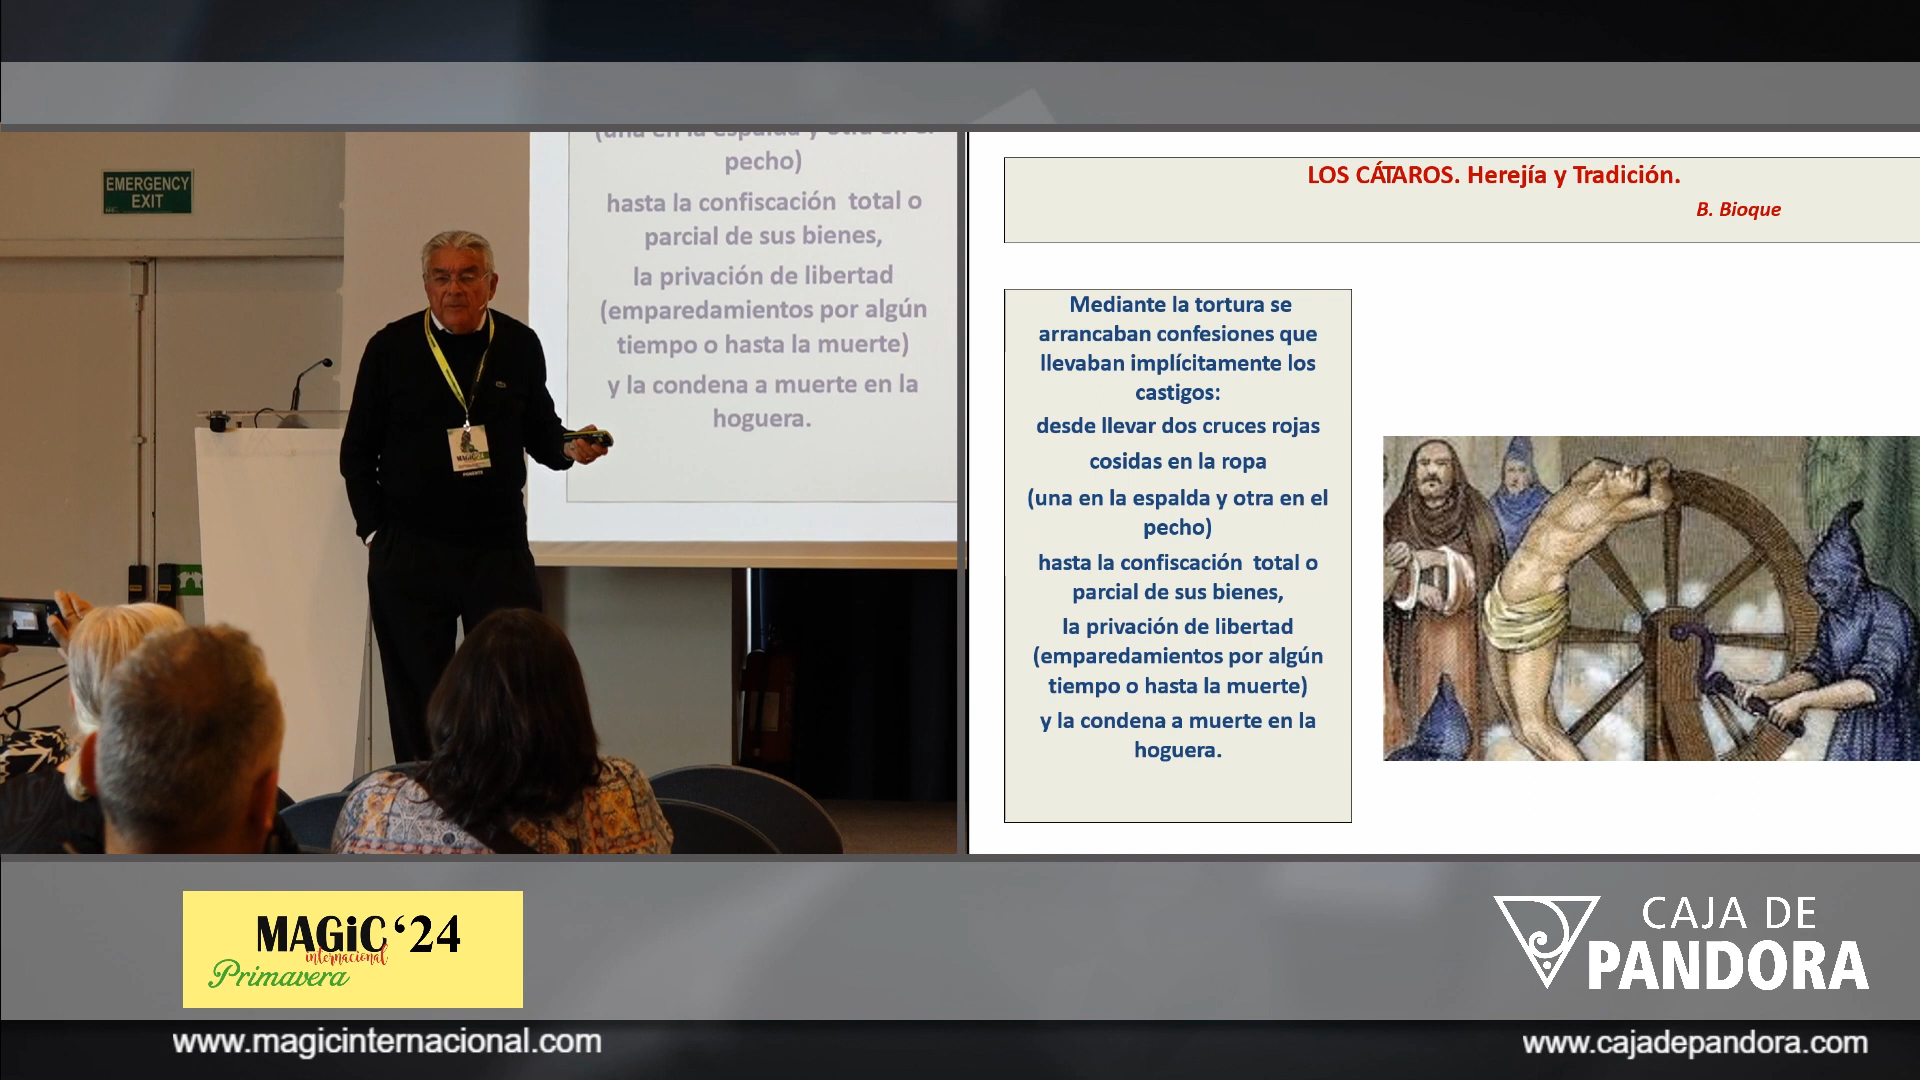 EMERGENCY
EXIT
(una en la espalda y otra en el
pecho)
hasta la confiscación total o
parcial de sus bienes,
la privación de libertad
(emparedamientos por algún
tiempo o hasta la muerte)
y la condena a muerte en la
hoguera.
MAGiC'24
PONENTE
LOS CÁTAROS. Herejía y Tradición.
B. Bioque
Mediante la tortura se
arrancaban confesiones que
llevaban implícitamente los
castigos:
desde llevar dos cruces rojas
cosidas en la ropa
(una en la espalda y otra en el
pecho)
hasta la confiscación total o
parcial de sus bienes,
la privación de libertad
(emparedamientos por algún
tiempo o hasta la muerte)
y la condena a muerte en la
hoguera.
MAGiC ‘24
internacional
Primavera
www.magicinternacional.com
CAJA DE
PANDORA
www.cajadepandora.com